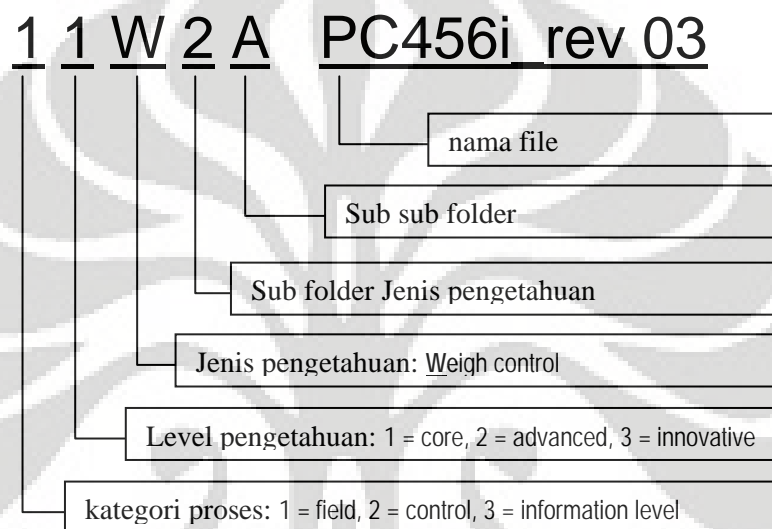 1 1 W 2 A PC456i_rev 03
nama file
Sub sub folder
Sub folder Jenis pengetahuan
Jenis pengetahuan: Weigh control
Level pengetahuan: 1 = core, 2 = advanced, 3 = innovative
kategori proses: 1 = field, 2 = control, 3 = information level